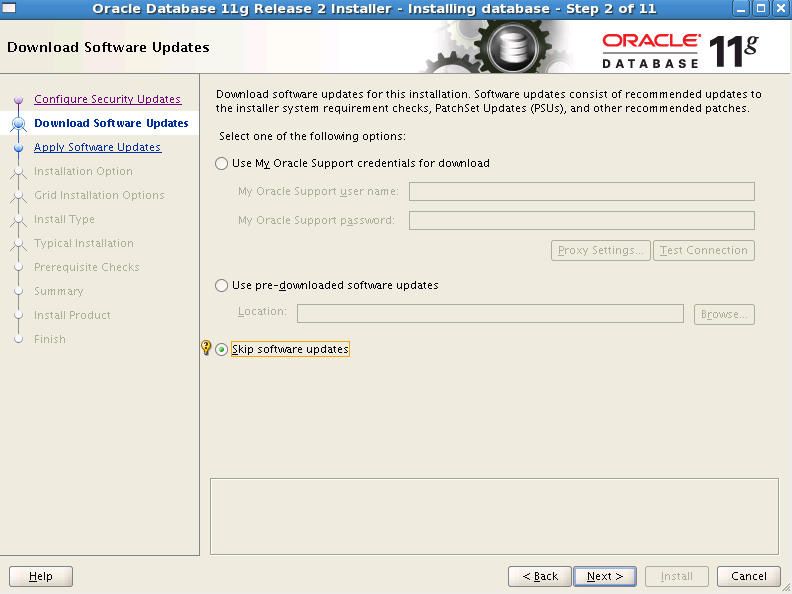 Oracle Database 11g Release 2 Installer - Installing database - Step 2 of 11
Download Software Updates
ORACLE
DATABASE
11g
Configure Security Updates
Download Software Updates
Apply Software Updates
Installation Option
Grid Installation Options
Install Type
Typical Installation
Prerequisite Checks
Summary
Install Product
Finish
Download software updates for this installation. Software updates consist of recommended updates to
the installer system requirement checks, PatchSet Updates (PSUs), and other recommended patches.
Select one of the following options:
Use My Oracle Support credentials for download
My Oracle Support user name:
My Oracle Support password:
Proxy Settings... Test Connection
Use pre-downloaded software updates
Location: Browse...
Skip software updates
Help < Back Next > Install Cancel